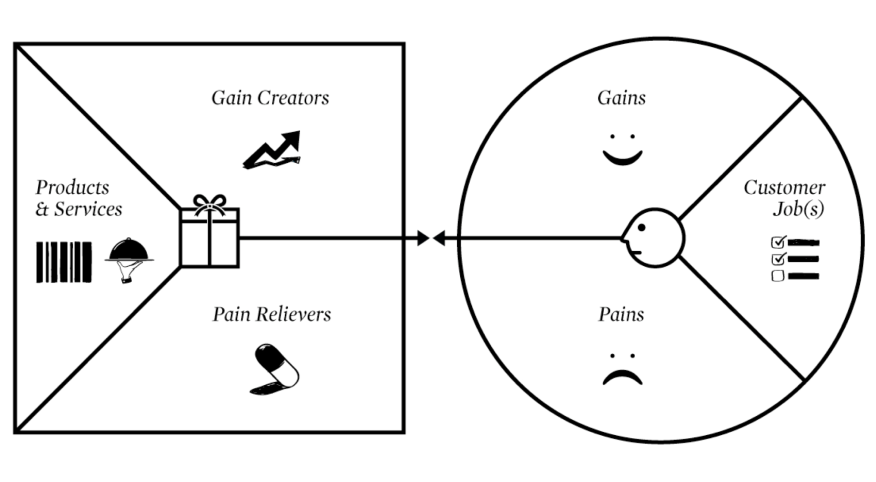 Gain Creators
Gains
Products
& Services
Customer
Job(s)
Pain Relievers
Pains